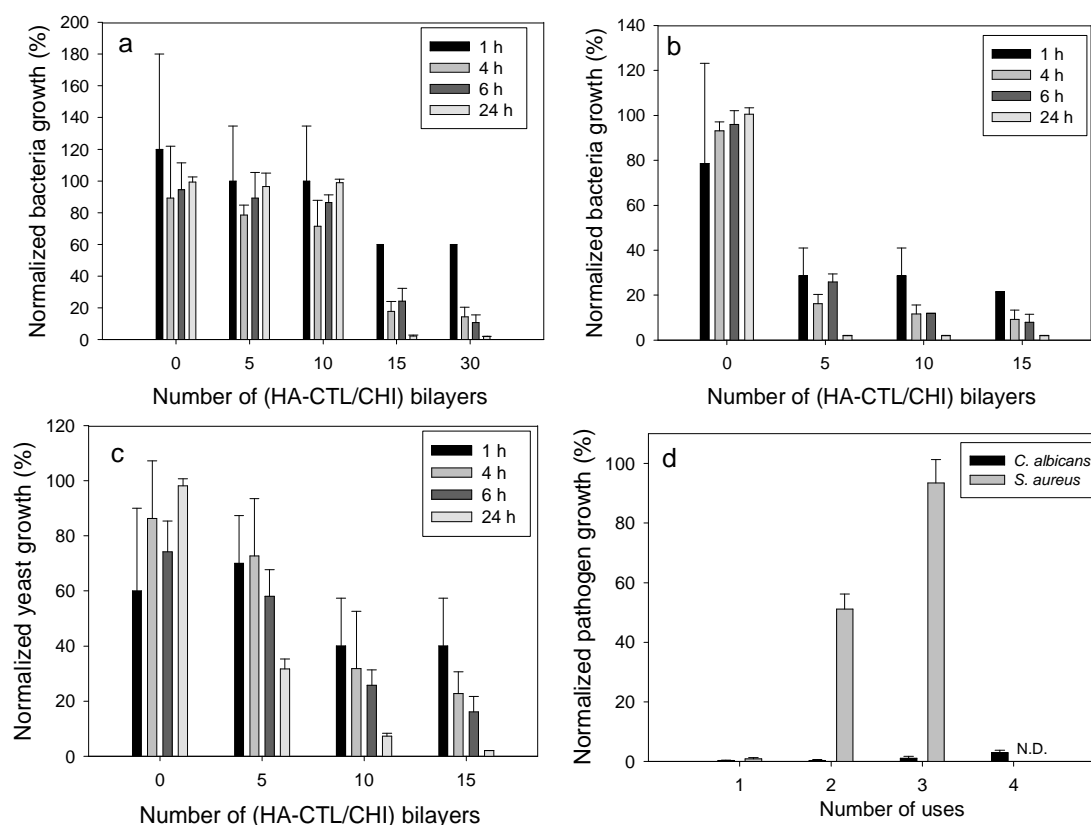 a
Normalized bacteria growth (%)
200
180
160
140
120
100
80
60
40
20
0
1 h
4 h
6 h
24 h
0 5 10 15 30
Number of (HA-CTL/CHI) bilayers
b
Normalized bacteria growth (%)
140
120
100
80
60
40
20
0
1 h
4 h
6 h
24 h
0 5 10 15
Number of (HA-CTL/CHI) bilayers
c
Normalized yeast growth (%)
120
100
80
60
40
20
0
1 h
4 h
6 h
24 h
0 5 10 15
Number of (HA-CTL/CHI) bilayers
d
Normalized pathogen growth (%)
100
80
60
40
20
0
C. albicans
S. aureus
N.D.
1 2 3 4
Number of uses